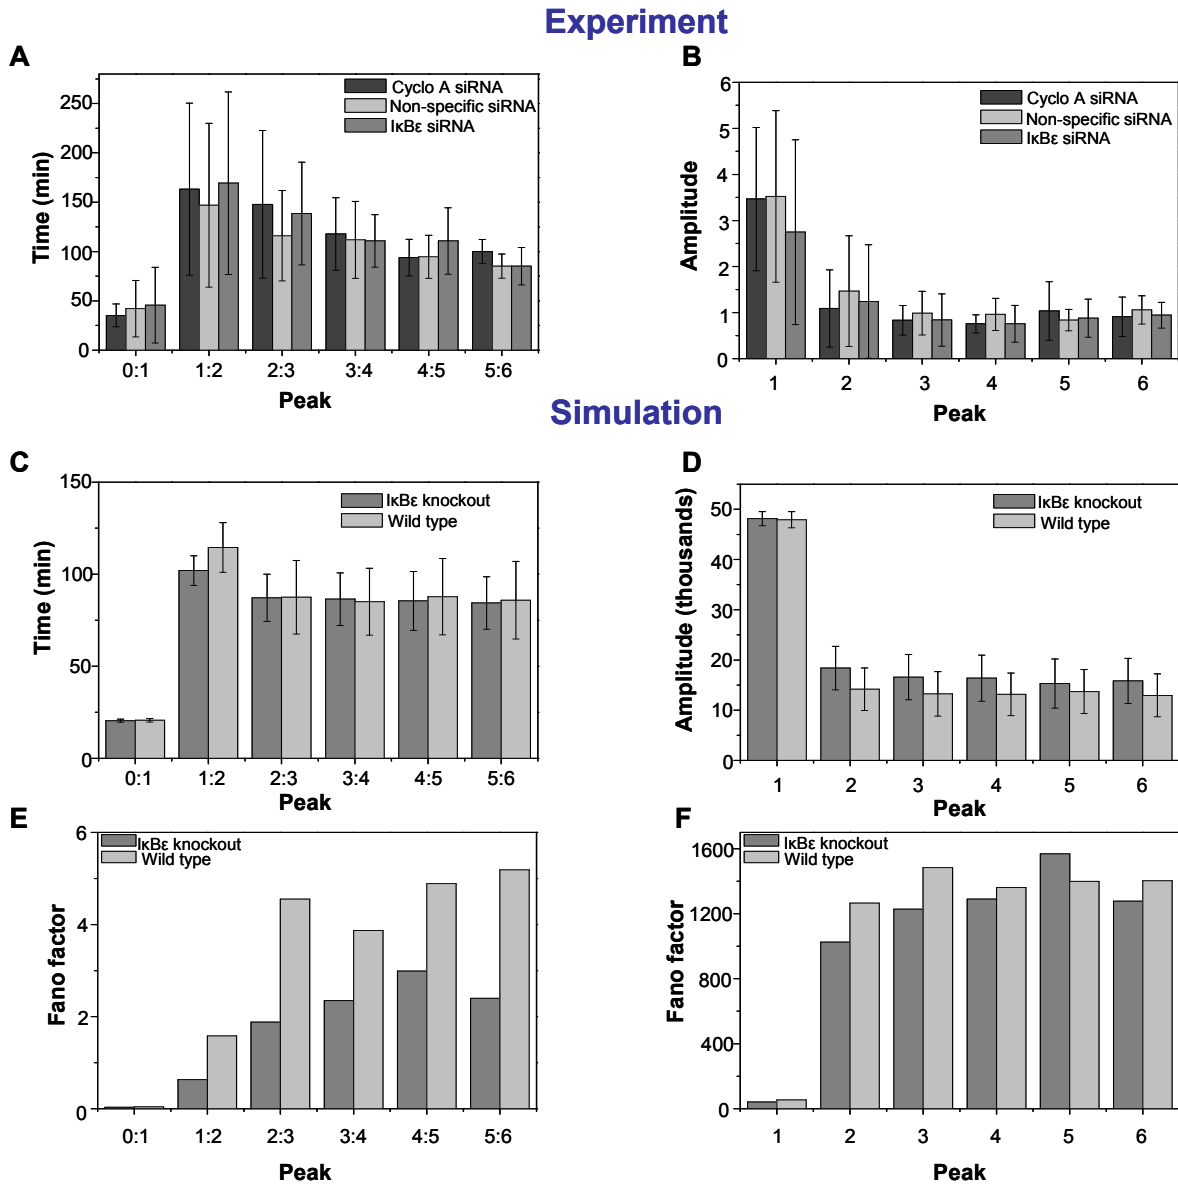 Experiment
A
Cyclo A siRNA
Non-specific siRNA
IκBε siRNA
250
200
150
100
50
0
Time (min)
0:1 1:2 2:3 3:4 4:5 5:6
Peak
B
Cyclo A siRNA
Non-specific siRNA
IκBε siRNA
6
5
4
3
2
1
0
Amplitude
1 2 3 4 5 6
Peak
Simulation
C
IκBε knockout
Wild type
150
100
50
0
Time (min)
0:1 1:2 2:3 3:4 4:5 5:6
Peak
D
IκBε knockout
Wild type
50
40
30
20
10
0
Amplitude (thousands)
1 2 3 4 5 6
Peak
E
IκBε knockout
Wild type
6
4
2
0
Fano factor
0:1 1:2 2:3 3:4 4:5 5:6
Peak
F
IκBε knockout
Wild type
1600
1200
800
400
0
Fano factor
1 2 3 4 5 6
Peak